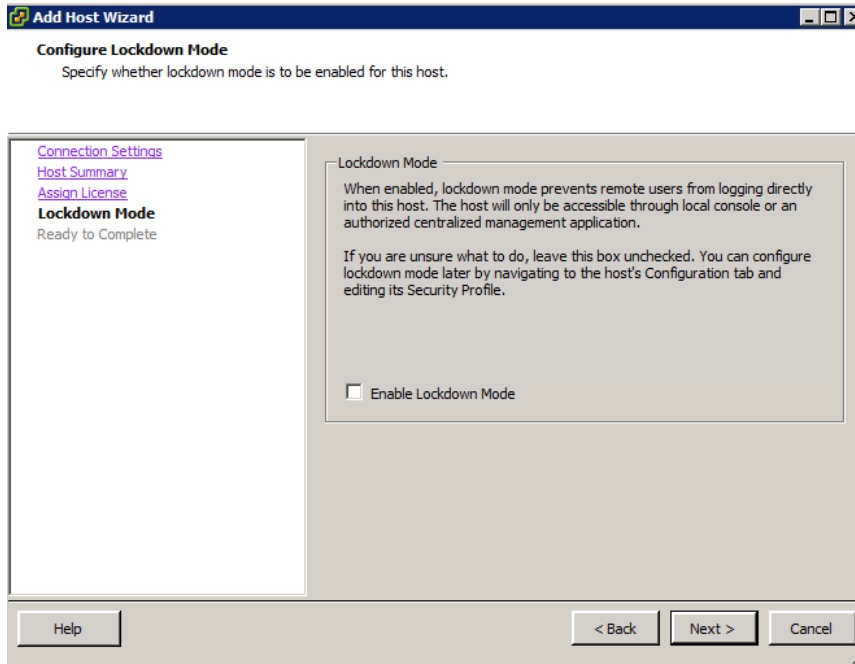 Add Host Wizard
Configure Lockdown Mode
Specify whether lockdown mode is to be enabled for this host.
Connection Settings
Host Summary
Assign License
Lockdown Mode
Ready to Complete
Lockdown Mode
When enabled, lockdown mode prevents remote users from logging directly
into this host. The host will only be accessible through local console or an
authorized centralized management application.
If you are unsure what to do, leave this box unchecked. You can configure
lockdown mode later by navigating to the host's Configuration tab and
editing its Security Profile.
Enable Lockdown Mode
Help
< Back
Next >
Cancel